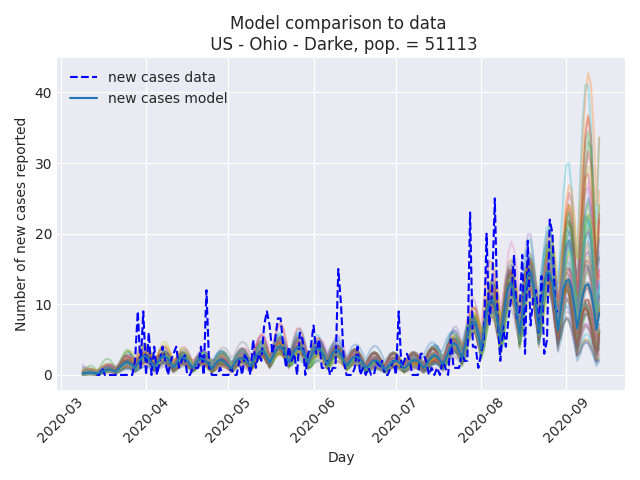 Model comparison to data
US - Ohio - Darke, pop. = 51113
new cases data
new cases model
Number of new cases reported
40
30
20
10
0
2020-03
2020-04
2020-05
2020-06
2020-07
2020-08
2020-09
Day